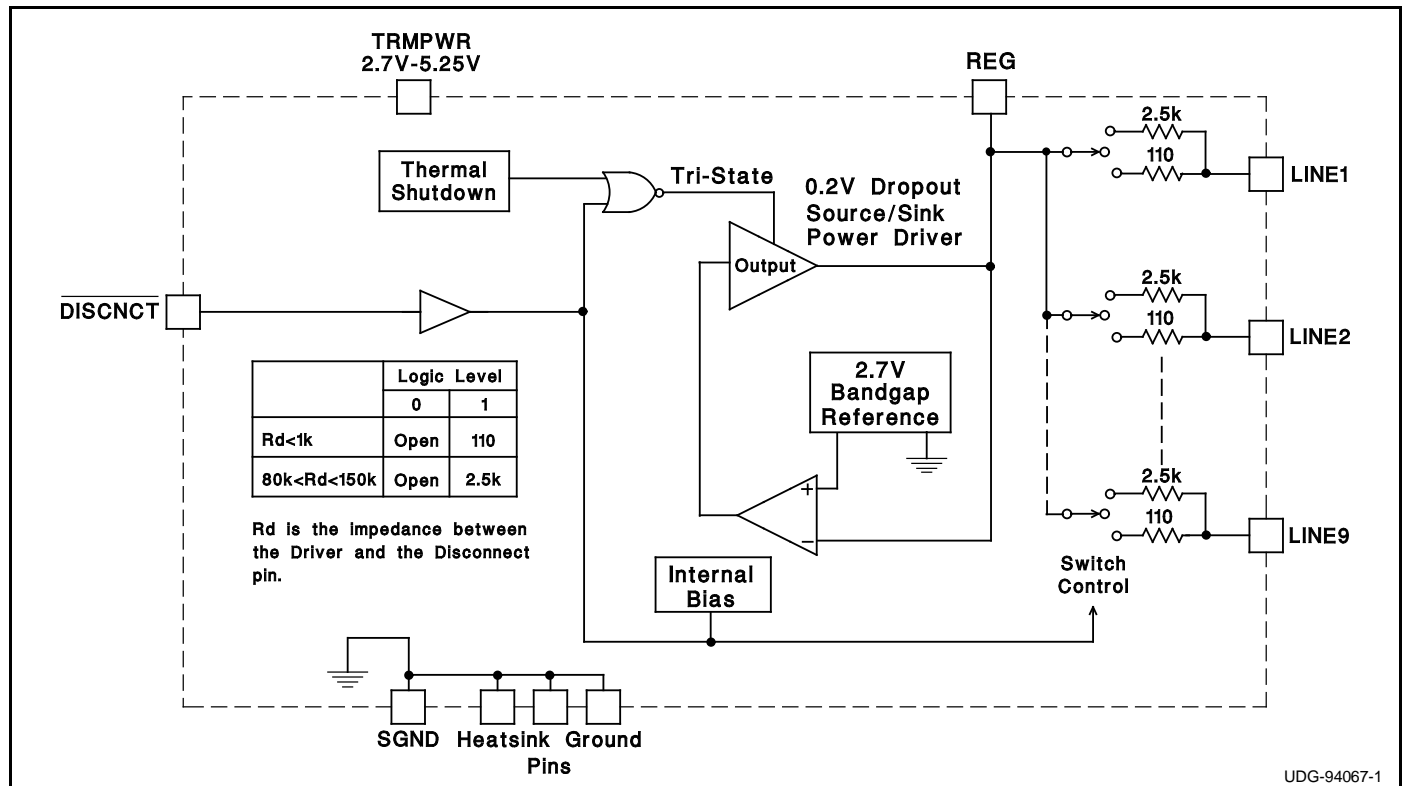 TRMPWR
2.7V-5.25V
REG
Thermal
Shutdown
Tri-State
0.2V Dropout
Source/Sink
Power Driver
Output
2.5k
110
LINE1
DISCNCT
2.5k
110
LINE2
Logic Level
0 1
Rd<1k Open 110
80k<Rd<150k Open 2.5k
Rd is the impedance between
the Driver and the Disconnect
pin.
2.7V
Bandgap
Reference
+
−
2.5k
110
LINE9
Switch
Control
Internal
Bias
SGND Heatsink Ground
Pins
UDG-94067-1